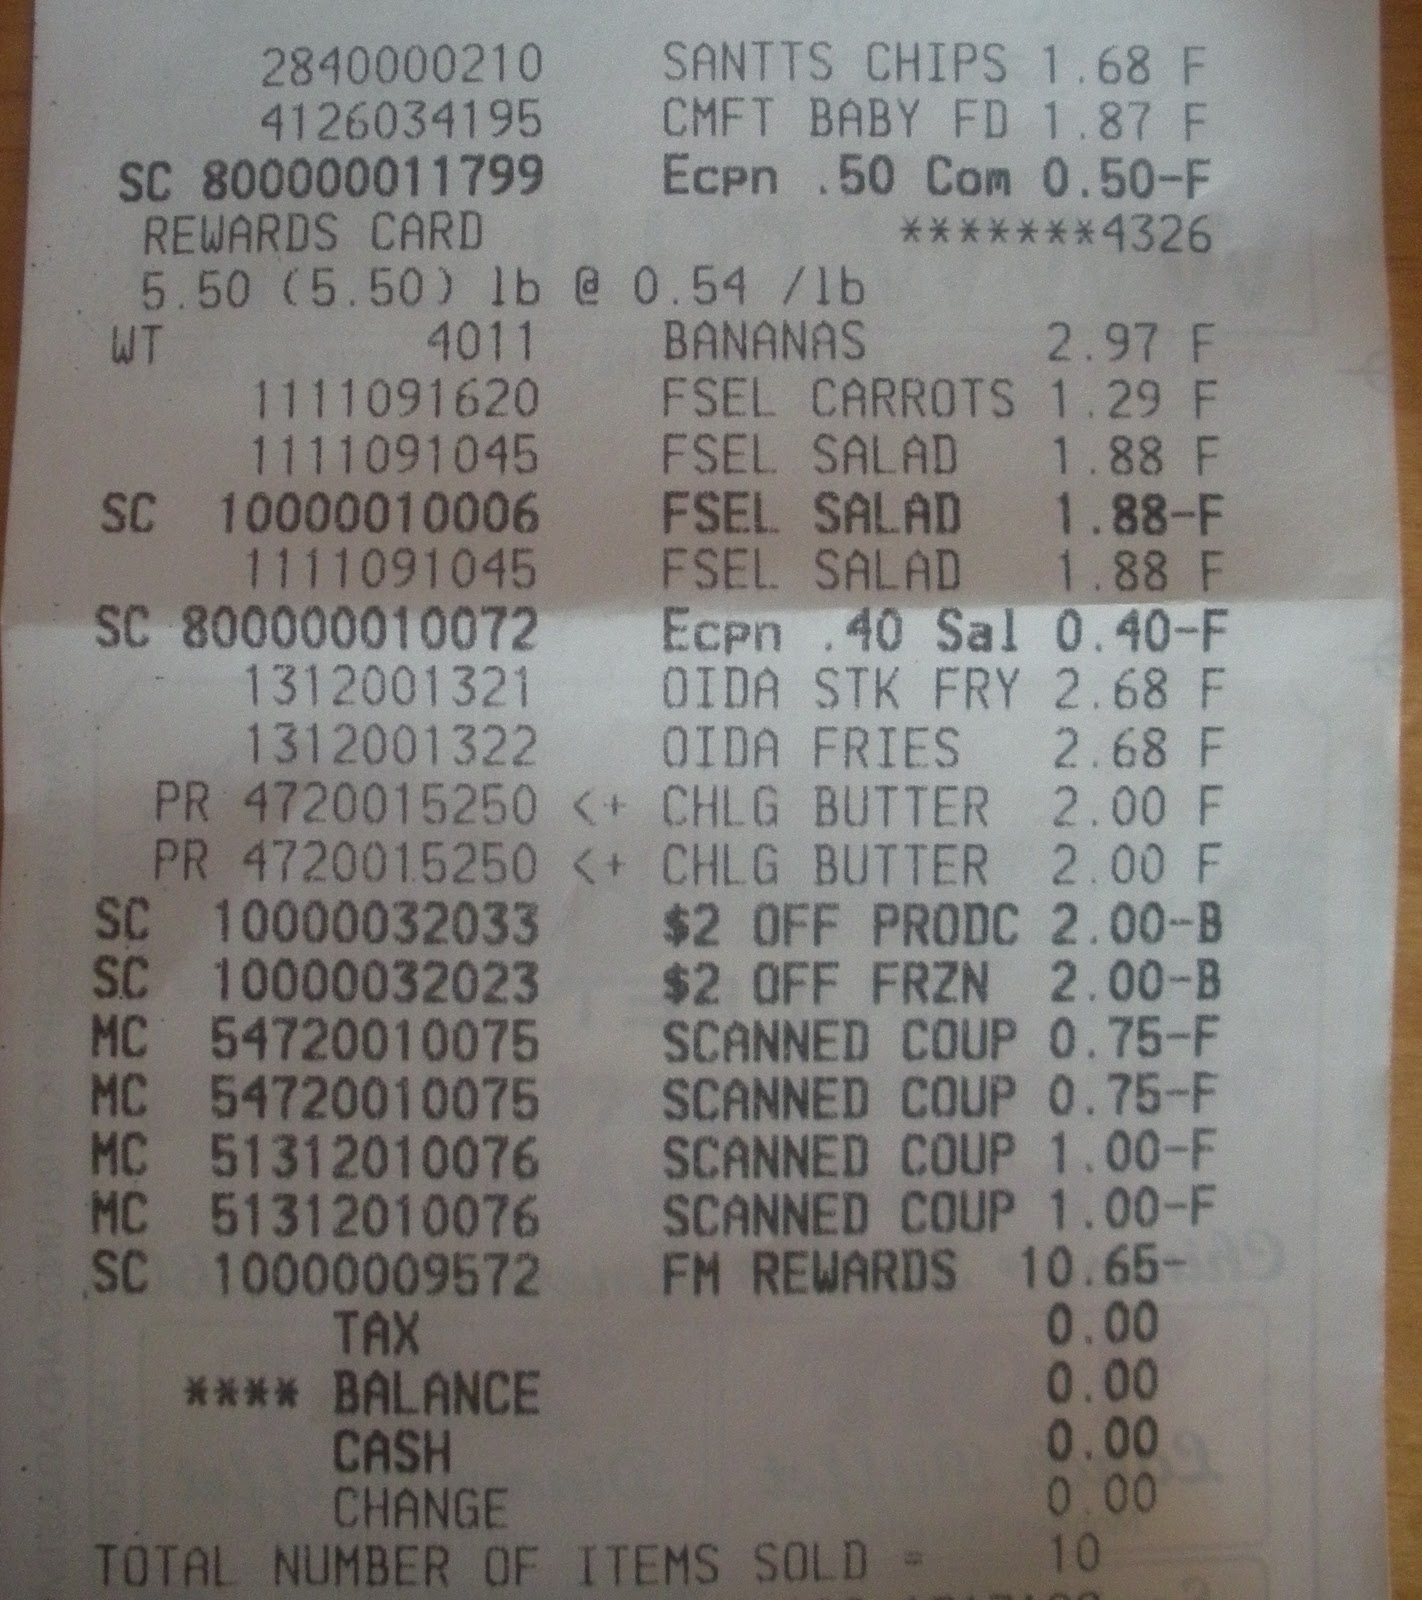 2840000210 SANTTS CHIPS 1.68 F
4126034195 CMFT BABY FD 1.87 F
SC 800000011799 Ecpn .50 Com 0.50-F
REWARDS CARD *******4326
5.50 (5.50) lb @ 0.54 /lb
WT 4011 BANANAS 2.97 F
1111091620 FSEL CARROTS 1.29 F
1111091045 FSEL SALAD 1.88 F
SC 10000010006 FSEL SALAD 1.88-F
1111091045 FSEL SALAD 1.88 F
SC 800000010072 Ecpn .40 Sal 0.40-F
1312001321 OIDA STK FRY 2.68 F
1312001322 OIDA FRIES 2.68 F
PR 4720015250 <+ CHLG BUTTER 2.00 F
PR 4720015250 <+ CHLG BUTTER 2.00 F
SC 10000032033 $2 OFF PRODC 2.00-B
SC 10000032023 $2 OFF FRZN 2.00-B
MC 54720010075 SCANNED COUP 0.75-F
MC 54720010075 SCANNED COUP 0.75-F
MC 51312010076 SCANNED COUP 1.00-F
MC 51312010076 SCANNED COUP 1.00-F
SC 10000009572 FM REWARDS 10.65-
TAX 0.00
**** BALANCE 0.00
CASH 0.00
CHANGE 0.00
TOTAL NUMBER OF ITEMS SOLD = 10